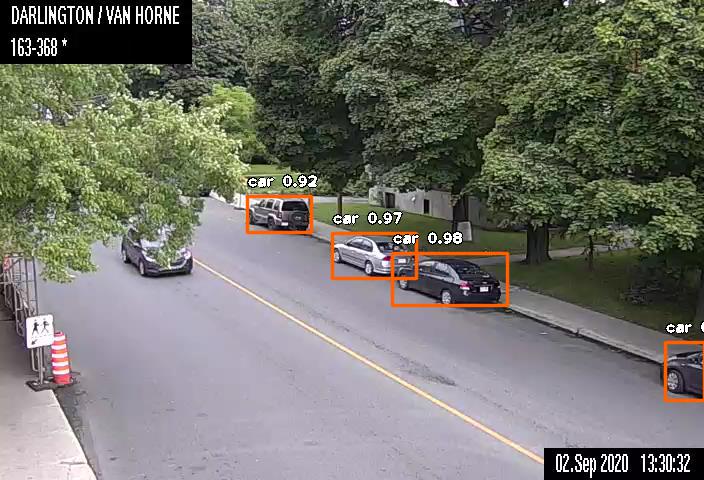 DARLINGTON / VAN HORNE
163-368 *
car 0.92
car 0.97
car 0.98
car
02.Sep 2020 13:30:32